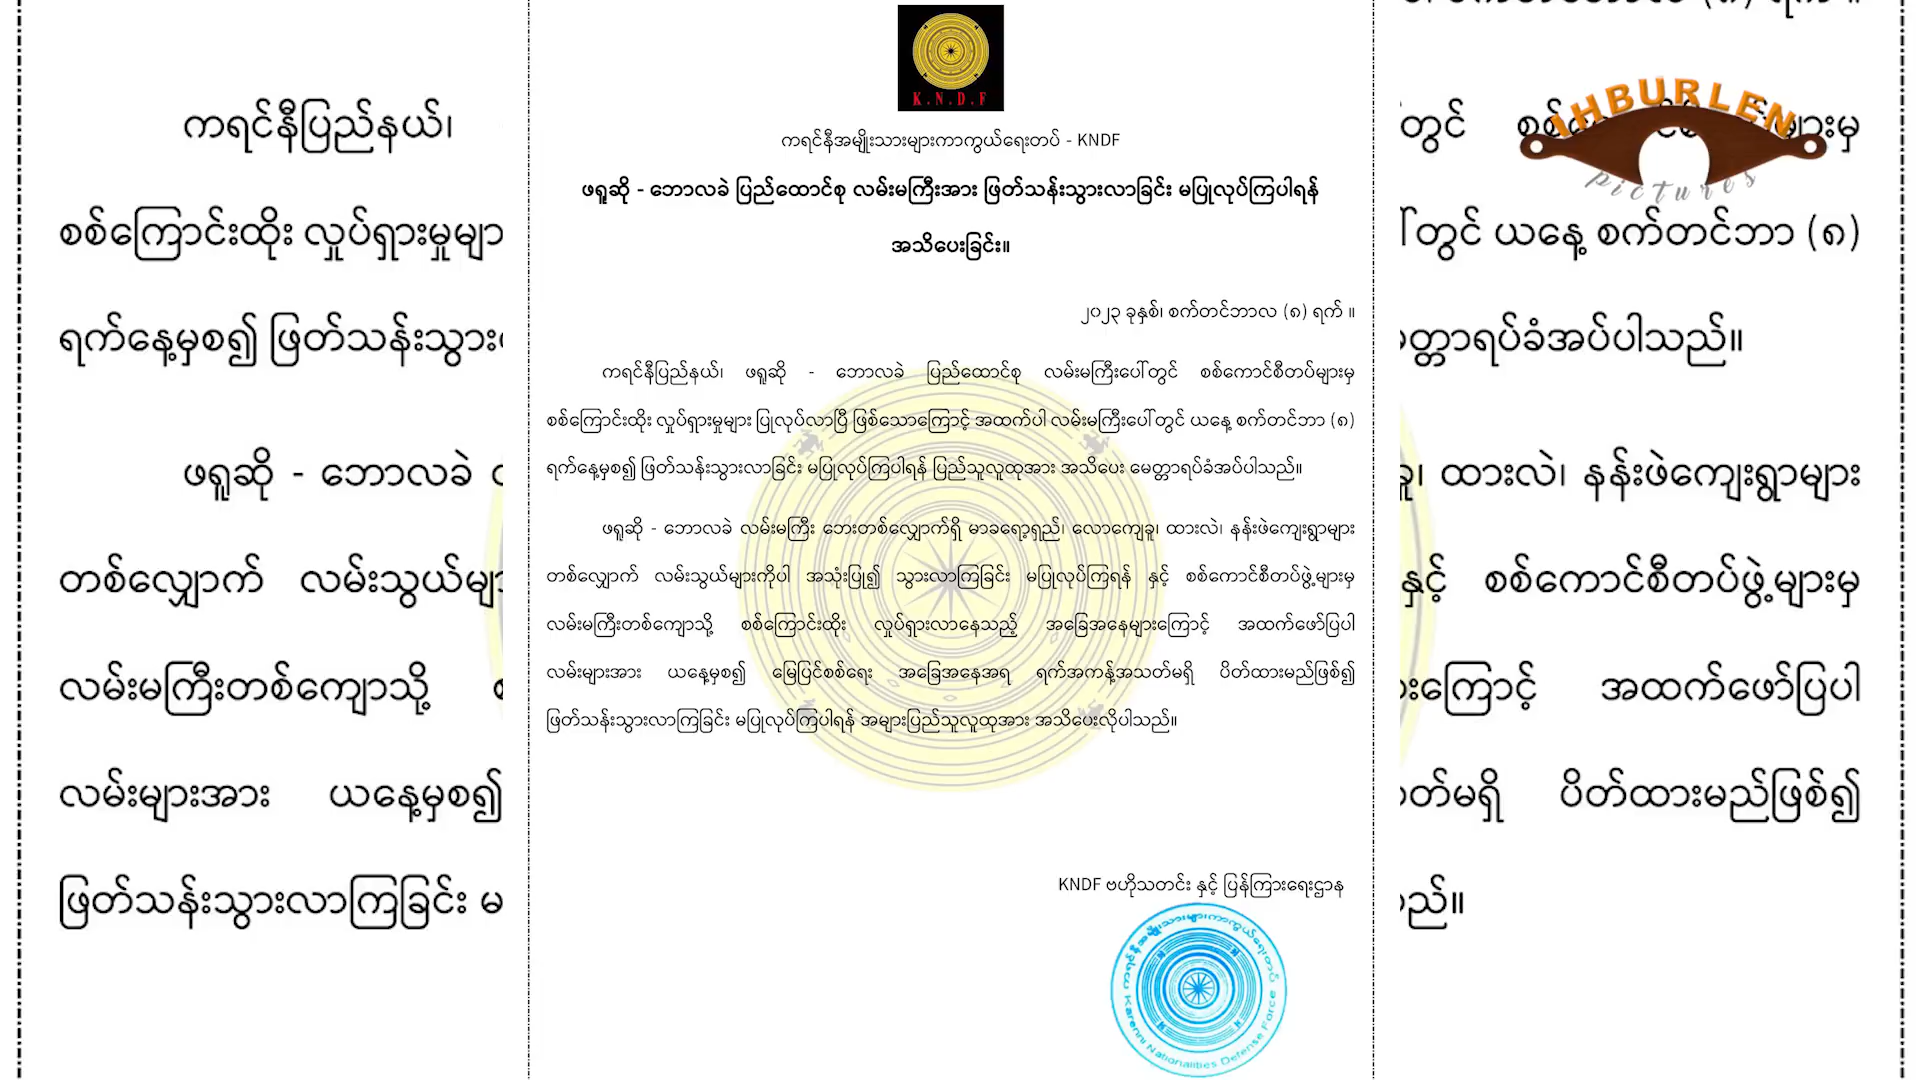 K.N.D.F
ကရင်နီအမျိုးသားများကာကွယ်ရေးတပ် - KNDF
ဖရူဆို - ဘောလခဲ ပြည်ထောင်စု လမ်းမကြီးအား ဖြတ်သန်းသွားလာခြင်း မပြုလုပ်ကြပါရန်
အသိပေးခြင်း။
၂၀၂၃ ခုနှစ်၊ စက်တင်ဘာလ (၈) ရက် ။
ကရင်နီပြည်နယ်၊ ဖရူဆို - ဘောလခဲ ပြည်ထောင်စု လမ်းမကြီးပေါ်တွင် စစ်ကောင်စီတပ်များမှ
စစ်ကြောင်းထိုး လှုပ်ရှားမှုများ ပြုလုပ်လာပြီ ဖြစ်သောကြောင့် အထက်ပါ လမ်းမကြီးပေါ်တွင် ယနေ့ စက်တင်ဘာ (၈)
ရက်နေ့မှစ၍ ဖြတ်သန်းသွားလာခြင်း မပြုလုပ်ကြပါရန် ပြည်သူလူထုအား အသိပေး မေတ္တာရပ်ခံအပ်ပါသည်။
ဖရူဆို - ဘောလခဲ လမ်းမကြီး ဘေးတစ်လျှောက်ရှိ မာခရော့ရှည်၊ လောကျေခူ၊ ထားလဲ၊ နန်းဖဲကျေးရွာများ
တစ်လျှောက် လမ်းသွယ်များကိုပါ အသုံးပြု၍ သွားလာကြခြင်း မပြုလုပ်ကြရန် နှင့် စစ်ကောင်စီတပ်ဖွဲ့များမှ
လမ်းမကြီးတစ်ကျောသို့ စစ်ကြောင်းထိုး လှုပ်ရှားလာနေသည့် အခြေအနေများကြောင့် အထက်ဖော်ပြပါ
လမ်းများအား ယနေ့မှစ၍ မြေပြင်စစ်ရေး အခြေအနေအရ ရက်အကန့်အသတ်မရှိ ပိတ်ထားမည်ဖြစ်၍
ဖြတ်သန်းသွားလာကြခြင်း မပြုလုပ်ကြပါရန် အများပြည်သူလူထုအား အသိပေးလိုပါသည်။
KNDF ဗဟိုသတင်း နှင့် ပြန်ကြားရေးဌာန
ကရင်နီအမျိုးသားများကာကွယ်ရေးတပ်
Karenni Nationalities Defense Force
ကရင်နီပြည်နယ်၊
စစ်ကြောင်းထိုး
ရက်နေ့မှစ၍
ဖရူဆို - ဘောလခဲ
တစ်လျှောက်
လမ်းမကြီးတစ်ကျောသို့
လမ်းများအား ယနေ့မှစ၍
ဖြတ်သန်းသွားလာကြခြင်း
IHBURLEN
pictures
ယနေ့ စက်တင်ဘာ (၈)
ထားလဲ၊ နန်းဖဲကျေးရွာများ
စစ်ကောင်စီတပ်ဖွဲ့များမှ
အထက်ဖော်ပြပါ
ပိတ်ထားမည်ဖြစ်၍